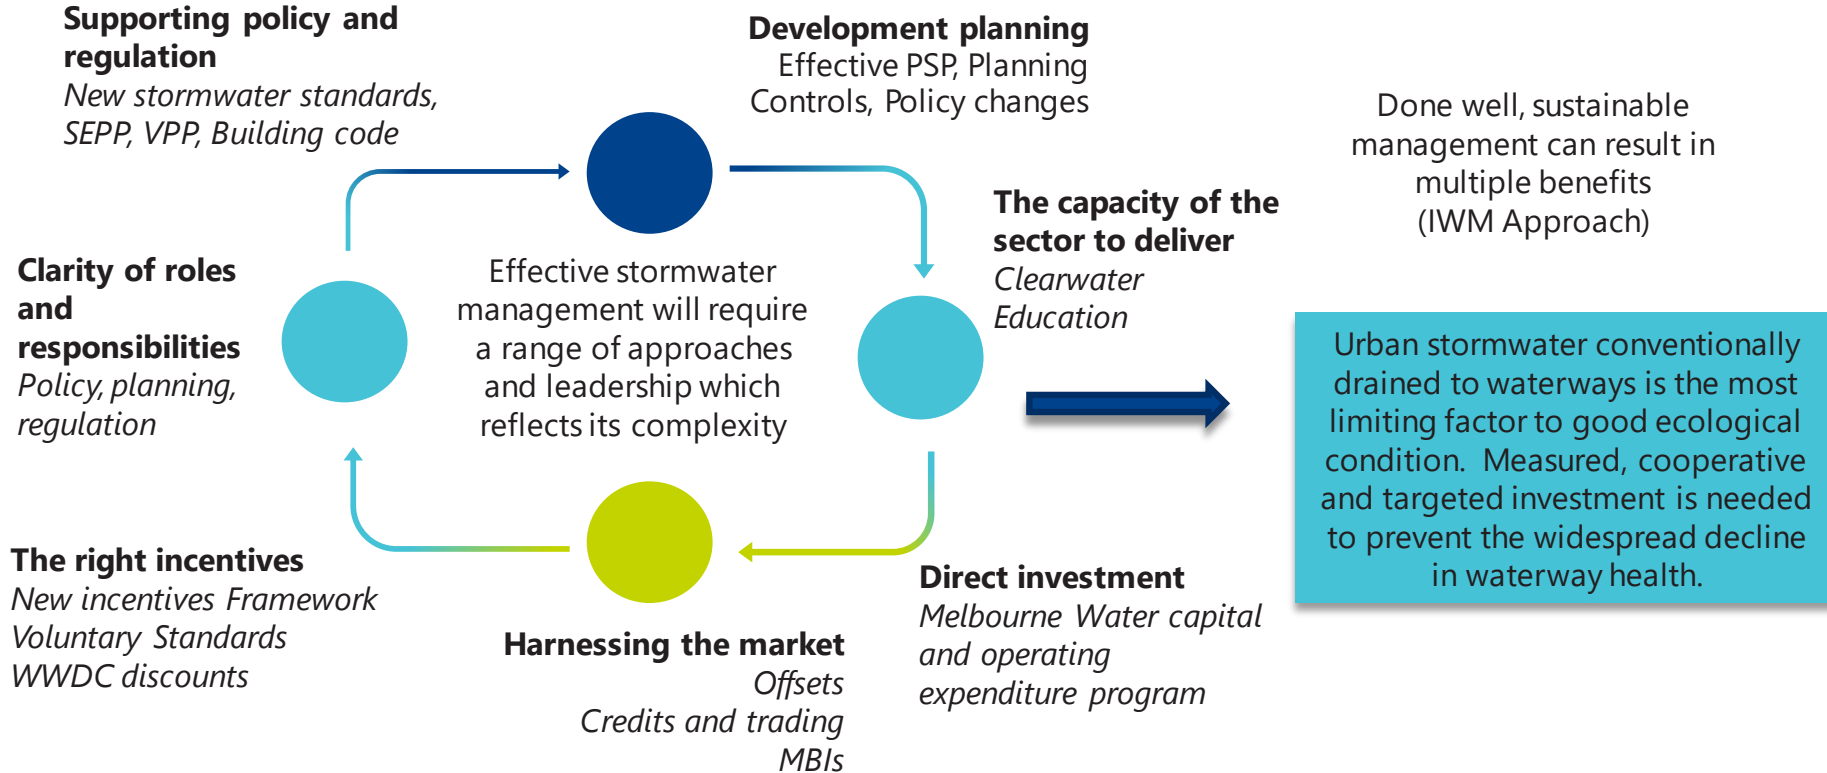 Supporting policy and
regulation
New stormwater standards,
SEPP, VPP, Building code
Development planning
Effective PSP, Planning
Controls, Policy changes
The capacity of the
sector to deliver
Clearwater
Education
Direct investment
Melbourne Water capital
and operating
expenditure program
Harnessing the market
Offsets
Credits and trading
MBIs
The right incentives
New incentives Framework
Voluntary Standards
WWDC discounts
Clarity of roles
and
responsibilities
Policy, planning,
regulation
Effective stormwater
management will require
a range of approaches
and leadership which
reflects its complexity
Done well, sustainable
management can result in
multiple benefits
(IWM Approach)
Urban stormwater conventionally
drained to waterways is the most
limiting factor to good ecological
condition. Measured, cooperative
and targeted investment is needed
to prevent the widespread decline
in waterway health.